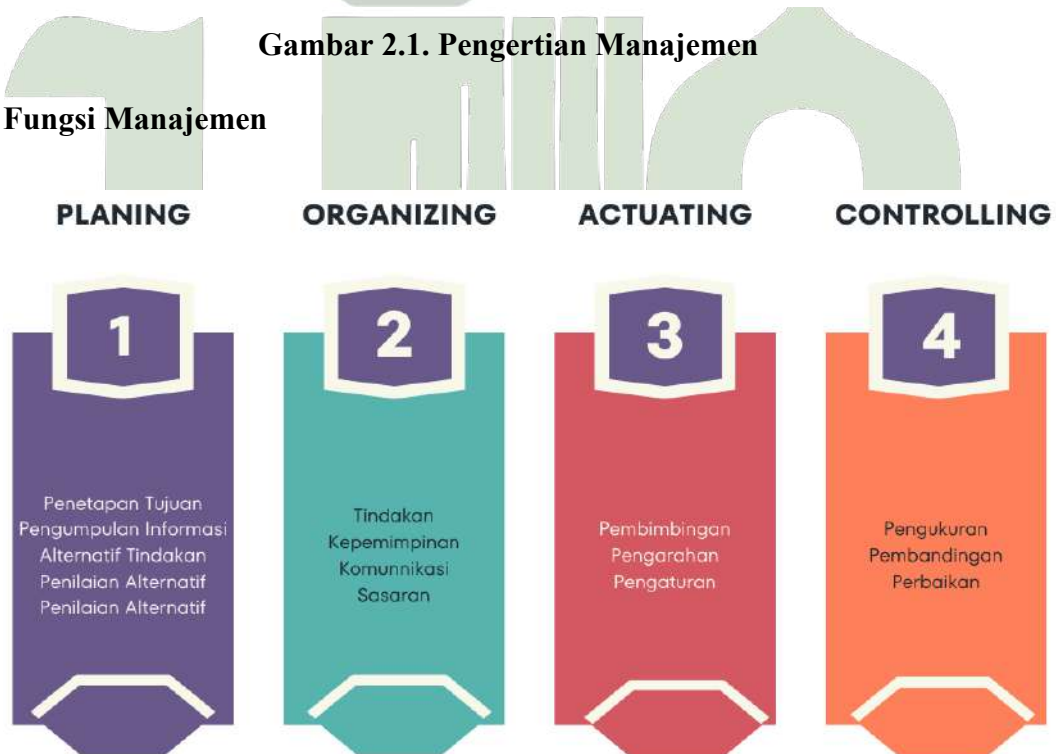 Gambar 2.1. Pengertian Manajemen
Fungsi Manajemen
PLANING
ORGANIZING
ACTUATING
CONTROLLING
1
2
3
4
Penetapan Tujuan
Pengumpulan Informasi
Alternatif Tindakan
Penilaian Alternatif
Penilaian Alternatif
Tindakan
Kepemimpinan
Komunnikasi
Sasaran
Pembimbingan
Pengarahan
Pengaturan
Pengukuran
Pembandingan
Perbaikan